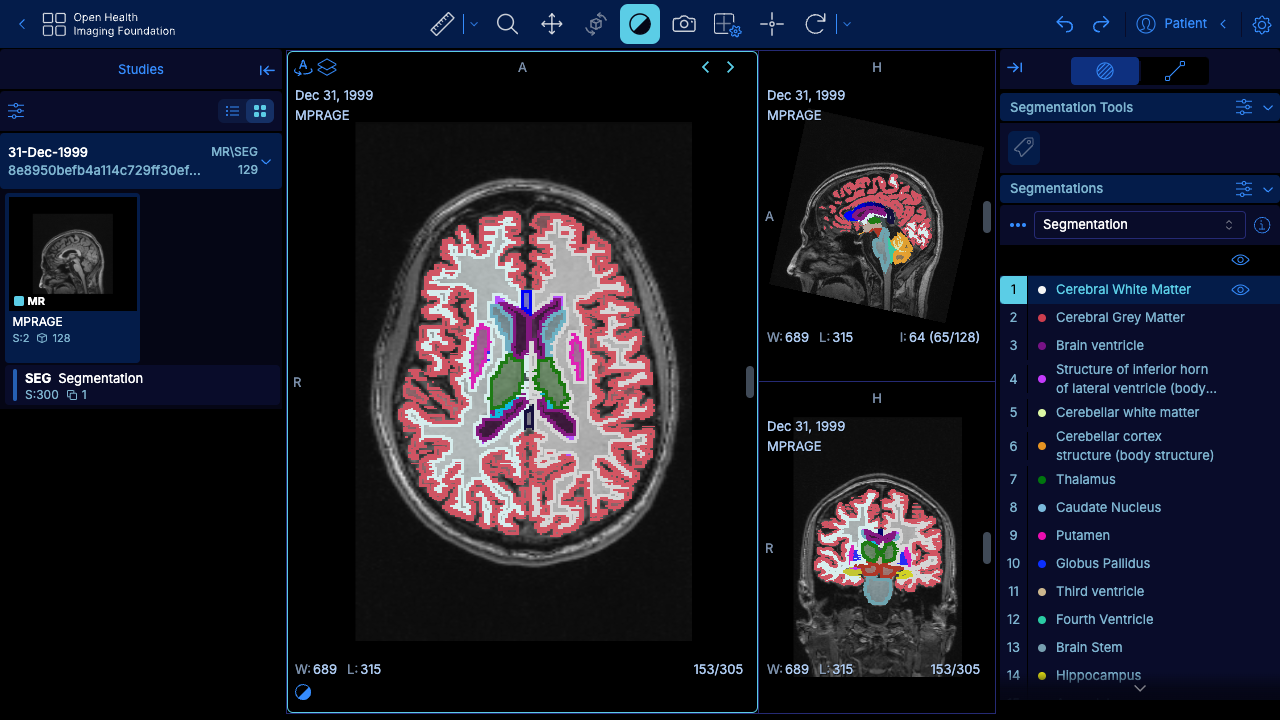 Open Health
Imaging Foundation
Patient
Studies
31-Dec-1999
MR\SEG
8e8950befb4a114c729ff30ef...
129
MR
MPRAGE
S:2 128
SEG Segmentation
S:300 1
A
A
Dec 31, 1999
MPRAGE
R
W: 689 L: 315
153/305
H
Dec 31, 1999
MPRAGE
A
W: 689 L: 315
I: 64 (65/128)
H
Dec 31, 1999
MPRAGE
R
W: 689 L: 315
153/305
Segmentation Tools
Segmentations
Segmentation
1 Cerebral White Matter
2 Cerebral Grey Matter
3 Brain ventricle
4 Structure of inferior horn
of lateral ventricle (body...
5 Cerebellar white matter
6 Cerebellar cortex
structure (body structure)
7 Thalamus
8 Caudate Nucleus
9 Putamen
10 Globus Pallidus
11 Third ventricle
12 Fourth Ventricle
13 Brain Stem
14 Hippocampus